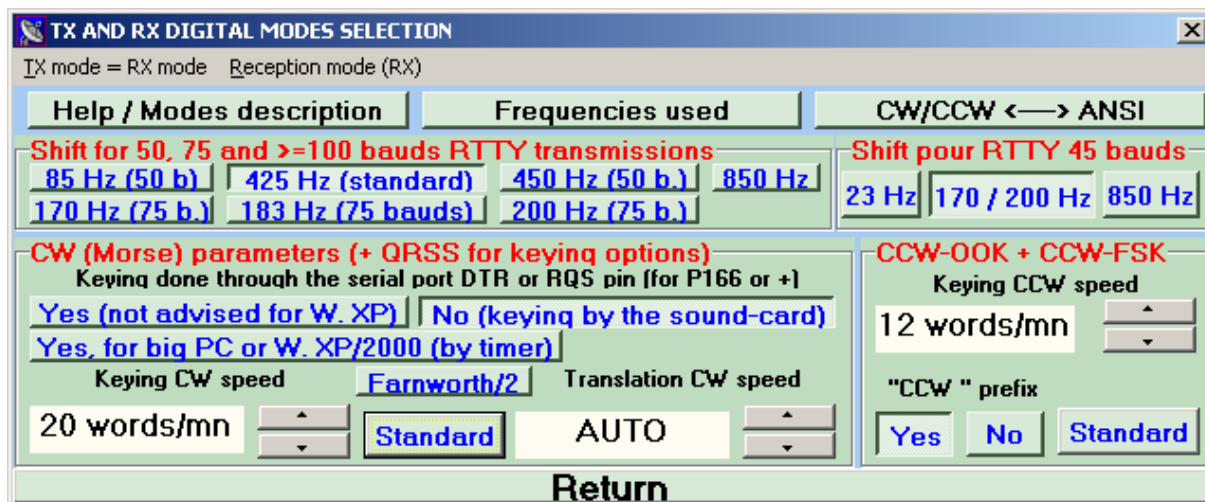 TX AND RX DIGITAL MODES SELECTION
TX mode = RX mode Reception mode (RX)
Help / Modes description Frequencies used CW/CCW <---> ANSI
Shift for 50, 75 and >=100 bauds RTTY transmissions
85 Hz (50 b) 425 Hz (standard) 450 Hz (50 b.) 850 Hz
170 Hz (75 b.) 183 Hz (75 bauds) 200 Hz (75 b.)
Shift pour RTTY 45 bauds
23 Hz 170 / 200 Hz 850 Hz
CW (Morse) parameters (+ QRSS for keying options)
Keying done through the serial port DTR or RQS pin (for P166 or +)
Yes (not advised for W. XP) No (keying by the sound-card)
Yes, for big PC or W. XP/2000 (by timer)
Keying CW speed Farnworth/2 Translation CW speed
20 words/mn Standard AUTO
CCW-OOK + CCW-FSK
Keying CCW speed
12 words/mn
"CCW " prefix
Yes No Standard
Return